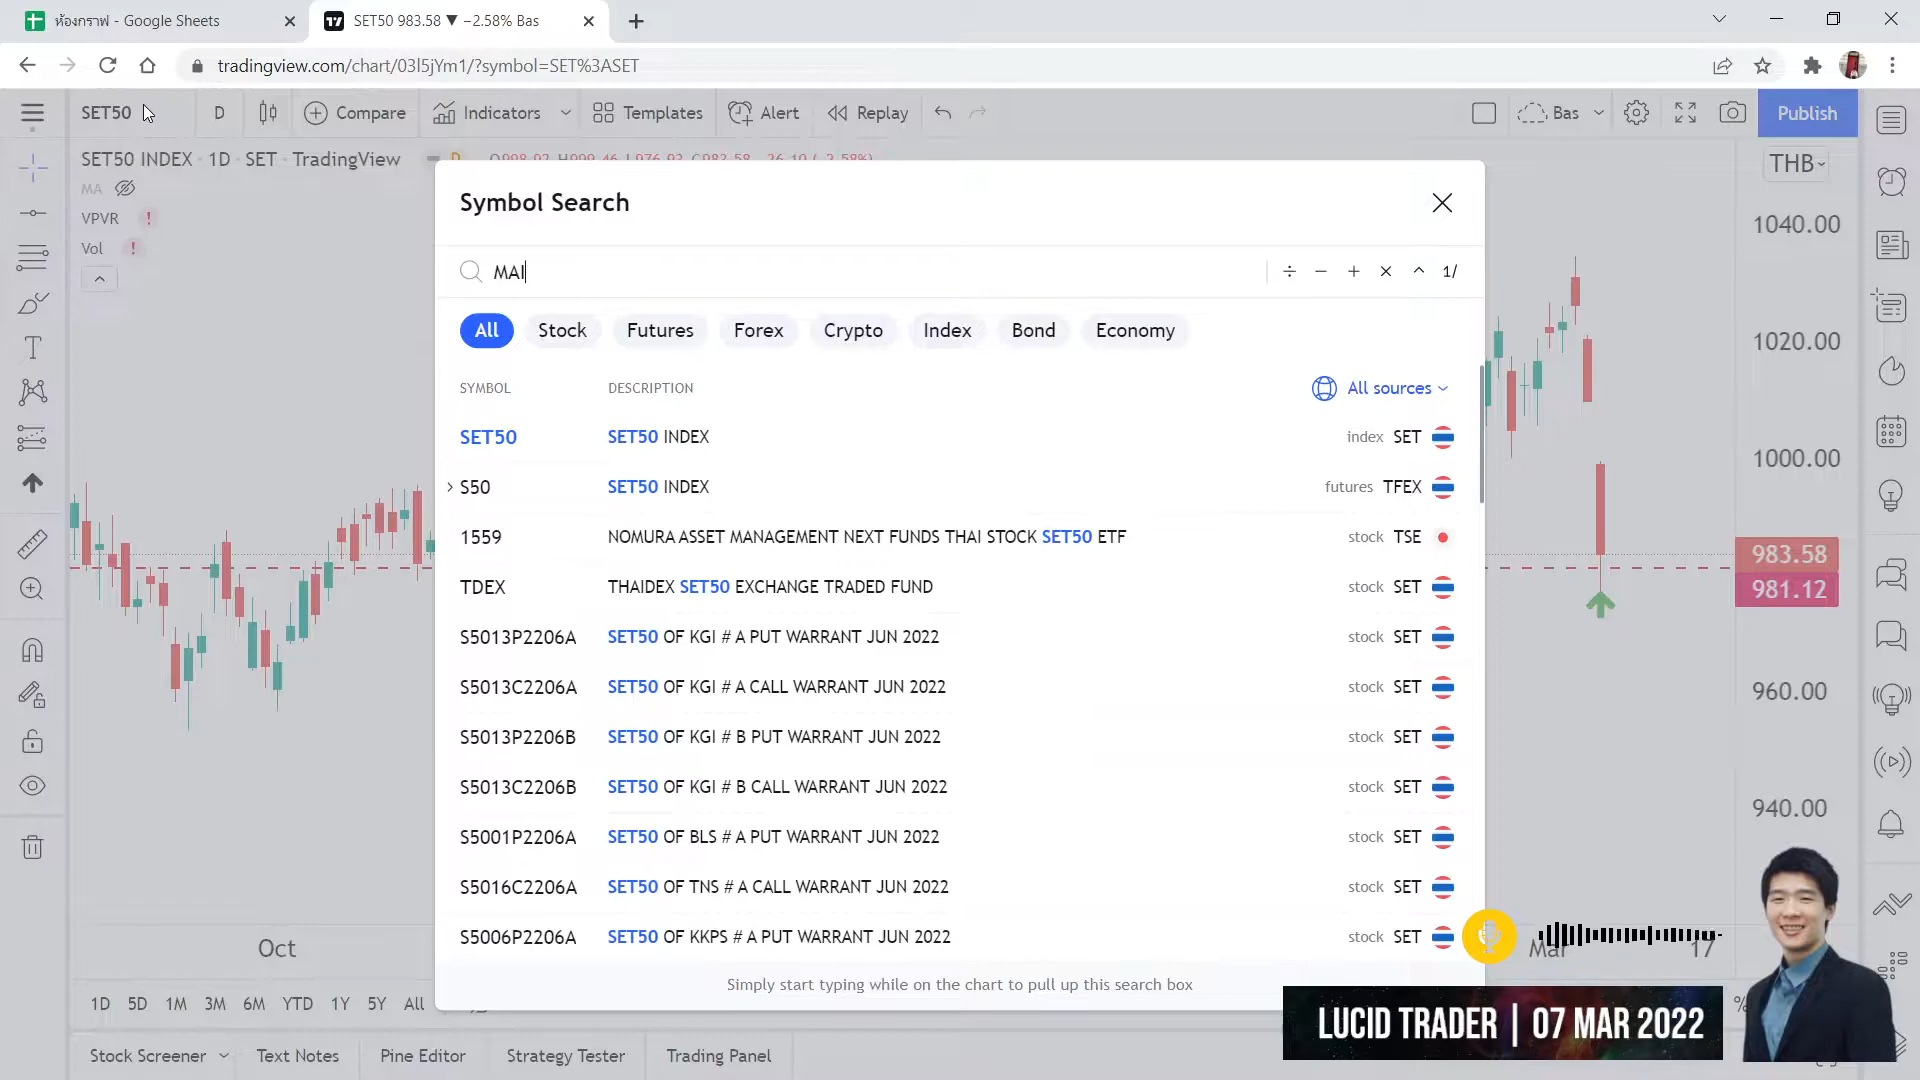 ห้องกราฟ - Google Sheets
SET50 983.58 ▼ −2.58% Bas
tradingview.com/chart/03l5jYm1/?symbol=SET%3ASET
SET50 D Compare Indicators Templates Alert Replay Bas Publish
SET50 INDEX · 1D · SET · TradingView
MA
VPVR !
Vol !
THB
1040.00
1020.00
1000.00
983.58
981.12
960.00
940.00
Symbol Search
MAI
÷ − + × ^ 1/
All Stock Futures Forex Crypto Index Bond Economy
SYMBOL DESCRIPTION All sources
SET50 SET50 INDEX index SET
S50 SET50 INDEX futures TFEX
1559 NOMURA ASSET MANAGEMENT NEXT FUNDS THAI STOCK SET50 ETF stock TSE
TDEX THAIDEX SET50 EXCHANGE TRADED FUND stock SET
S5013P2206A SET50 OF KGI # A PUT WARRANT JUN 2022 stock SET
S5013C2206A SET50 OF KGI # A CALL WARRANT JUN 2022 stock SET
S5013P2206B SET50 OF KGI # B PUT WARRANT JUN 2022 stock SET
S5013C2206B SET50 OF KGI # B CALL WARRANT JUN 2022 stock SET
S5001P2206A SET50 OF BLS # A PUT WARRANT JUN 2022 stock SET
S5016C2206A SET50 OF TNS # A CALL WARRANT JUN 2022 stock SET
S5006P2206A SET50 OF KKPS # A PUT WARRANT JUN 2022 stock SET
Simply start typing while on the chart to pull up this search box
Oct Mar 17
1D 5D 1M 3M 6M YTD 1Y 5Y All %
LUCID TRADER | 07 MAR 2022
Stock Screener Text Notes Pine Editor Strategy Tester Trading Panel